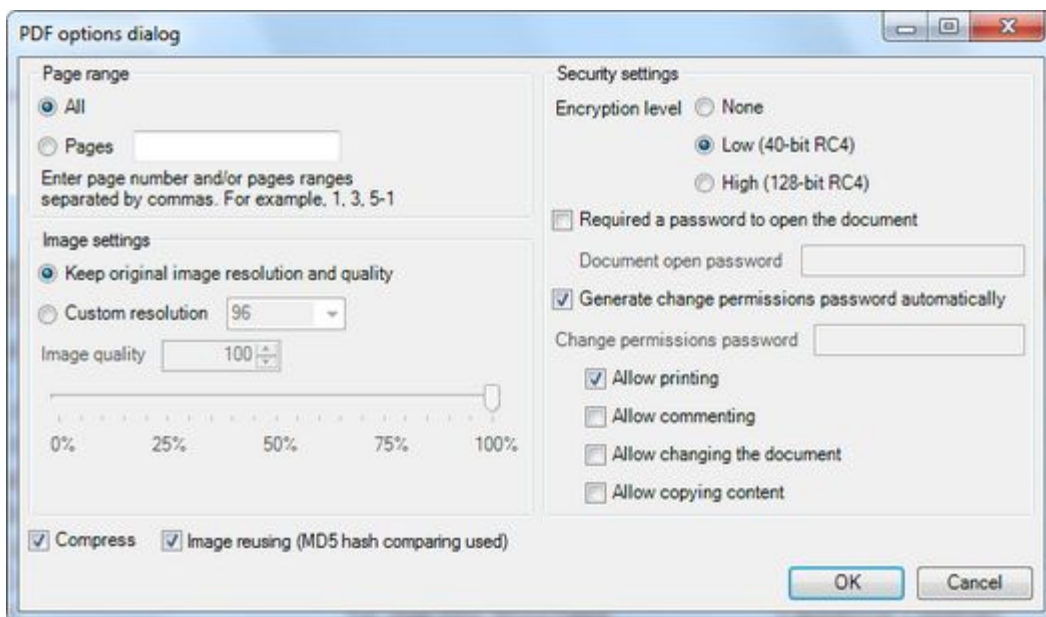 PDF options dialog
Page range
All
Pages
Enter page number and/or pages ranges
separated by commas. For example, 1, 3, 5-1
Image settings
Keep original image resolution and quality
Custom resolution 96
Image quality 100
0% 25% 50% 75% 100%
Security settings
Encryption level None
Low (40-bit RC4)
High (128-bit RC4)
Required a password to open the document
Document open password
Generate change permissions password automatically
Change permissions password
Allow printing
Allow commenting
Allow changing the document
Allow copying content
Compress Image reusing (MD5 hash comparing used)
OK Cancel